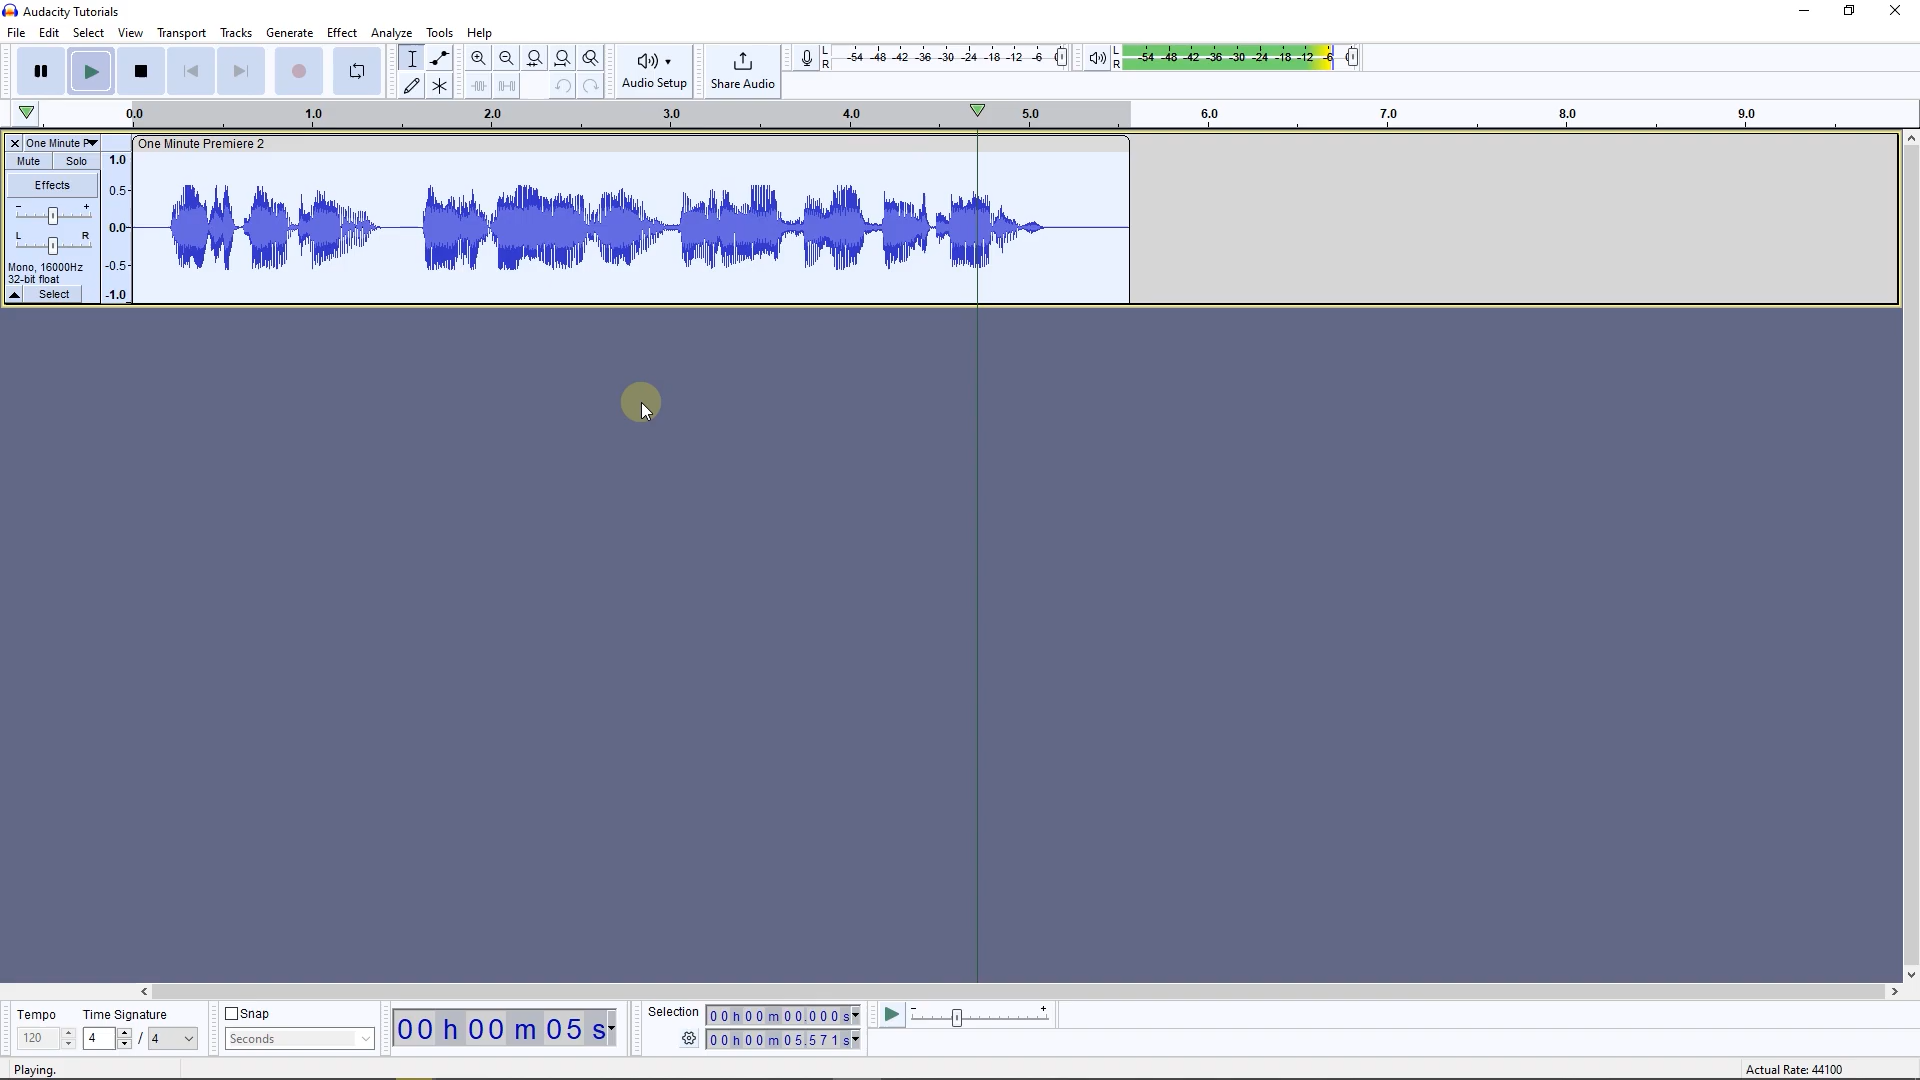 Audacity Tutorials
File Edit Select View Transport Tracks Generate Effect Analyze Tools Help
Audio Setup
Share Audio
L
R
-54 -48 -42 -36 -30 -24 -18 -12 -6 0
L
R
-54 -48 -42 -36 -30 -24 -18 -12 -6 0
0.0 1.0 2.0 3.0 4.0 5.0 6.0 7.0 8.0 9.0
One Minute P
One Minute Premiere 2
Mute Solo
Effects
- +
L R
Mono, 16000Hz
32-bit float
Select
1.0
0.5
0.0
-0.5
-1.0
Tempo
120
Time Signature
4 / 4
Snap
Seconds
00 h 00 m 05 s
Selection
00 h 00 m 00.000 s
00 h 00 m 05.571 s
- +
Playing.
Actual Rate: 44100